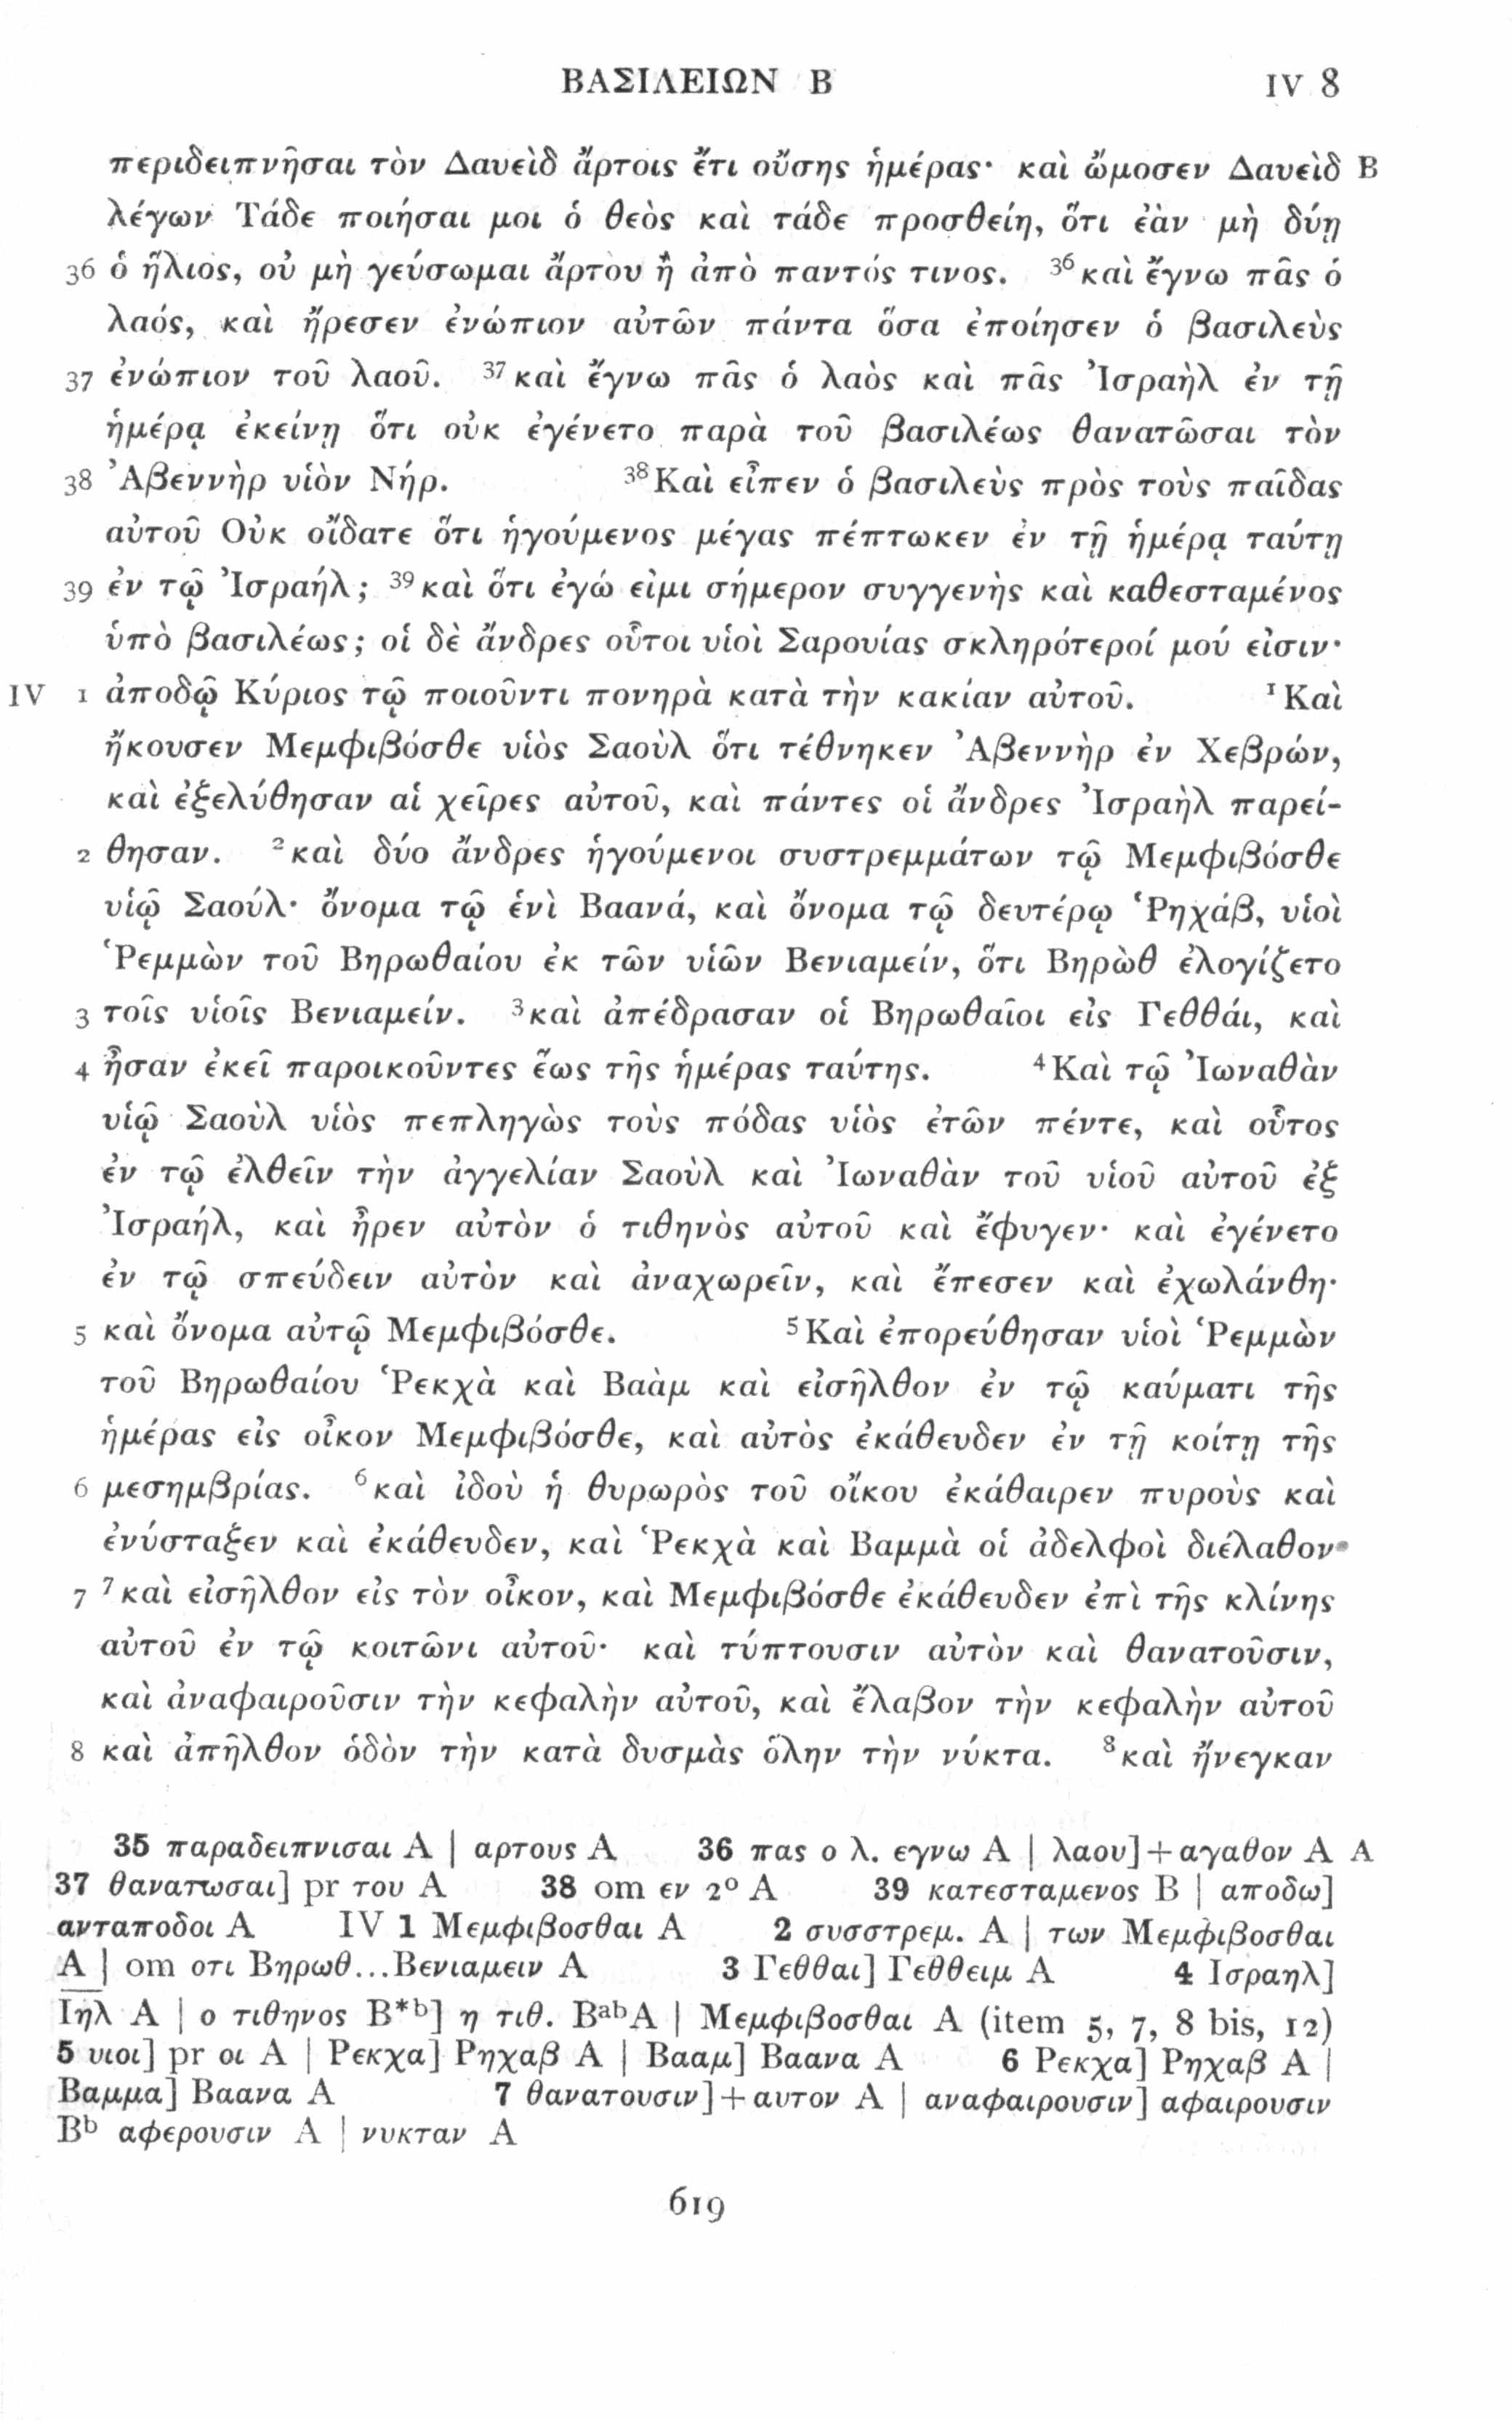 ΒΑΣΙΛΕΙΩΝ Β IV 8
περιδειπνῆσαι τὸν Δαυεὶδ ἄρτοις ἔτι οὔσης ἡμέρας· καὶ ὤμοσεν Δαυεὶδ B
λέγων Τάδε ποιήσαι μοι ὁ θεὸς καὶ τάδε προσθείη, ὅτι ἐὰν μὴ δύῃ
36 ὁ ἥλιος, οὐ μὴ γεύσωμαι ἄρτου ἢ ἀπὸ παντός τινος. ³⁶καὶ ἔγνω πᾶς ὁ
λαός, καὶ ἤρεσεν ἐνώπιον αὐτῶν πάντα ὅσα ἐποίησεν ὁ βασιλεὺς
37 ἐνώπιον τοῦ λαοῦ. ³⁷καὶ ἔγνω πᾶς ὁ λαὸς καὶ πᾶς Ἰσραὴλ ἐν τῇ
ἡμέρᾳ ἐκείνῃ ὅτι οὐκ ἐγένετο παρὰ τοῦ βασιλέως θανατῶσαι τὸν
38 Ἀβεννὴρ υἱὸν Νήρ. ³⁸Καὶ εἶπεν ὁ βασιλεὺς πρὸς τοὺς παῖδας
αὐτοῦ Οὐκ οἴδατε ὅτι ἡγούμενος μέγας πέπτωκεν ἐν τῇ ἡμέρᾳ ταύτῃ
39 ἐν τῷ Ἰσραήλ; ³⁹καὶ ὅτι ἐγώ εἰμι σήμερον συγγενὴς καὶ καθεσταμένος
ὑπὸ βασιλέως; οἱ δὲ ἄνδρες οὗτοι υἱοὶ Σαρουίας σκληρότεροί μού εἰσιν·
IV 1 ἀποδῷ Κύριος τῷ ποιοῦντι πονηρὰ κατὰ τὴν κακίαν αὐτοῦ. ¹Καὶ
ἤκουσεν Μεμφιβόσθε υἱὸς Σαοὺλ ὅτι τέθνηκεν Ἀβεννὴρ ἐν Χεβρών,
καὶ ἐξελύθησαν αἱ χεῖρες αὐτοῦ, καὶ πάντες οἱ ἄνδρες Ἰσραὴλ παρεί-
2 θησαν. ²καὶ δύο ἄνδρες ἡγούμενοι συστρεμμάτων τῷ Μεμφιβόσθε
υἱῷ Σαούλ· ὄνομα τῷ ἑνὶ Βαανά, καὶ ὄνομα τῷ δευτέρῳ Ῥηχάβ, υἱοὶ
Ῥεμμὼν τοῦ Βηρωθαίου ἐκ τῶν υἱῶν Βενιαμείν, ὅτι Βηρὼθ ἐλογίζετο
3 τοῖς υἱοῖς Βενιαμείν. ³καὶ ἀπέδρασαν οἱ Βηρωθαῖοι εἰς Γεθθάι, καὶ
4 ἦσαν ἐκεῖ παροικοῦντες ἕως τῆς ἡμέρας ταύτης. ⁴Καὶ τῷ Ἰωναθὰν
υἱῷ Σαοὺλ υἱὸς πεπληγὼς τοὺς πόδας υἱὸς ἐτῶν πέντε, καὶ οὗτος
ἐν τῷ ἐλθεῖν τὴν ἀγγελίαν Σαοὺλ καὶ Ἰωναθὰν τοῦ υἱοῦ αὐτοῦ ἐξ
Ἰσραήλ, καὶ ἦρεν αὐτὸν ὁ τιθηνὸς αὐτοῦ καὶ ἔφυγεν· καὶ ἐγένετο
ἐν τῷ σπεύδειν αὐτὸν καὶ ἀναχωρεῖν, καὶ ἔπεσεν καὶ ἐχωλάνθη·
5 καὶ ὄνομα αὐτῷ Μεμφιβόσθε. ⁵Καὶ ἐπορεύθησαν υἱοὶ Ῥεμμὼν
τοῦ Βηρωθαίου Ῥεκχὰ καὶ Βαὰμ καὶ εἰσῆλθον ἐν τῷ καύματι τῆς
ἡμέρας εἰς οἶκον Μεμφιβόσθε, καὶ αὐτὸς ἐκάθευδεν ἐν τῇ κοίτῃ τῆς
6 μεσημβρίας. ⁶καὶ ἰδοὺ ἡ θυρωρὸς τοῦ οἴκου ἐκάθαιρεν πυροὺς καὶ
ἐνύσταξεν καὶ ἐκάθευδεν, καὶ Ῥεκχὰ καὶ Βαμμὰ οἱ ἀδελφοὶ διέλαθον·
7 ⁷καὶ εἰσῆλθον εἰς τὸν οἶκον, καὶ Μεμφιβόσθε ἐκάθευδεν ἐπὶ τῆς κλίνης
αὐτοῦ ἐν τῷ κοιτῶνι αὐτοῦ· καὶ τύπτουσιν αὐτὸν καὶ θανατοῦσιν,
καὶ ἀναφαιροῦσιν τὴν κεφαλὴν αὐτοῦ, καὶ ἔλαβον τὴν κεφαλὴν αὐτοῦ
8 καὶ ἀπῆλθον ὁδὸν τὴν κατὰ δυσμὰς ὅλην τὴν νύκτα. ⁸καὶ ἤνεγκαν
35 παραδειπνισαι A | αρτους A 36 πας ο λ. εγνω A | λαου]+αγαθον A A
37 θανατωσαι] pr του A 38 om εν 2° A 39 κατεσταμενος B | αποδω]
ανταποδοι A IV 1 Μεμφιβοσθαι A 2 συσστρεμ. A | των Μεμφιβοσθαι
A | om οτι Βηρωθ...Βενιαμειν A 3 Γεθθαι] Γεθθειμ A 4 Ισραηλ]
Ιηλ A | ο τιθηνος B*ᵇ] η τιθ. BᵃᵇA | Μεμφιβοσθαι A (item 5, 7, 8 bis, 12)
5 υιοι] pr οι A | Ρεκχα] Ρηχαβ A | Βααμ] Βαανα A 6 Ρεκχα] Ρηχαβ A |
Βαμμα] Βαανα A 7 θανατουσιν]+αυτον A | αναφαιρουσιν] αφαιρουσιν
Bᵇ αφερουσιν A | νυκταν A
619